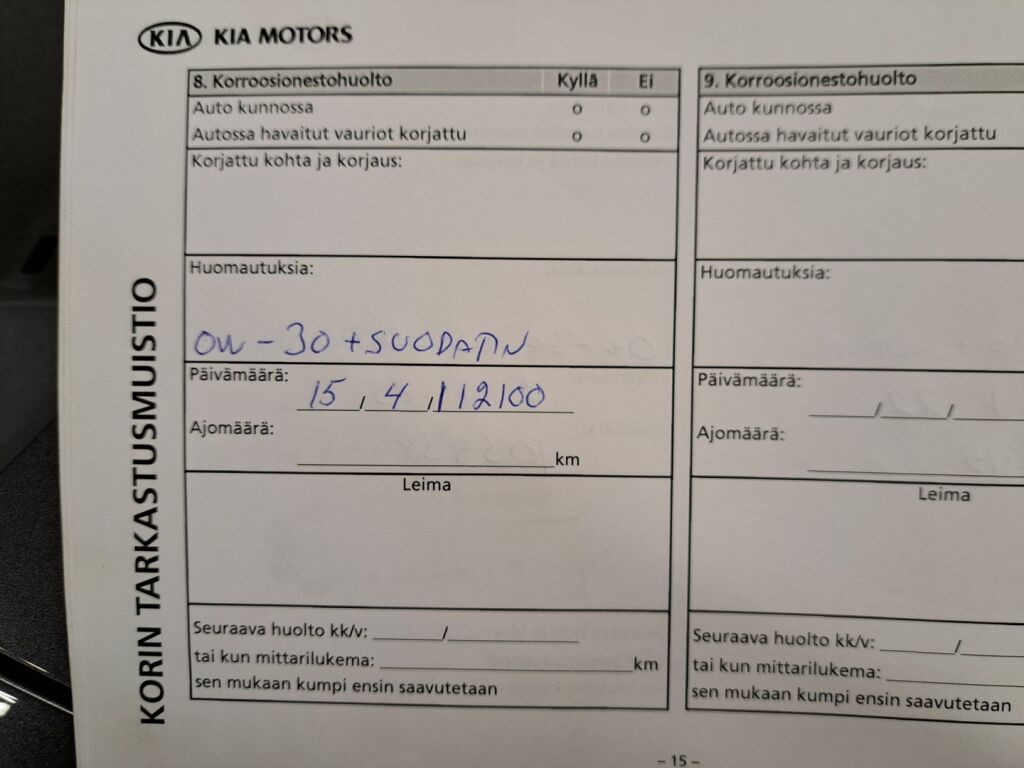 KIA KIA MOTORS
KORIN TARKASTUSMUISTIO
8. Korroosionestohuolto Kyllä Ei
Auto kunnossa o o
Autossa havaitut vauriot korjattu o o
Korjattu kohta ja korjaus:
Huomautuksia:
OW-30+SUODATIN
Päivämäärä: 15 / 4 / 112100
Ajomäärä: km
Leima
Seuraava huolto kk/v: /
tai kun mittarilukema: km
sen mukaan kumpi ensin saavutetaan
9. Korroosionestohuolto
Auto kunnossa
Autossa havaitut vauriot korjattu
Korjattu kohta ja korjaus:
Huomautuksia:
Päivämäärä: / /
Ajomäärä:
Leima
Seuraava huolto kk/v: /
tai kun mittarilukema:
sen mukaan kumpi ensin saavutetaan
- 15 -